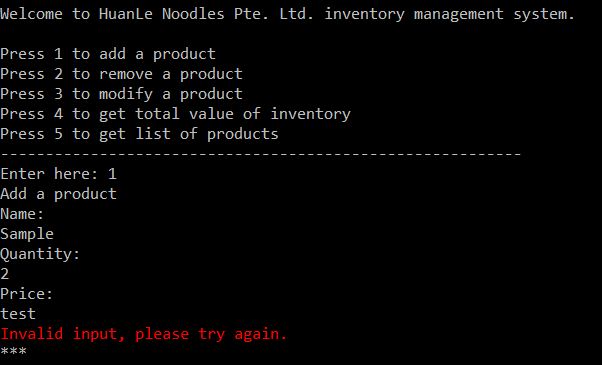 Welcome to HuanLe Noodles Pte. Ltd. inventory management system.
Press 1 to add a product
Press 2 to remove a product
Press 3 to modify a product
Press 4 to get total value of inventory
Press 5 to get list of products
----------------------------------------------------------
Enter here: 1
Add a product
Name:
Sample
Quantity:
2
Price:
test
Invalid input, please try again.
***